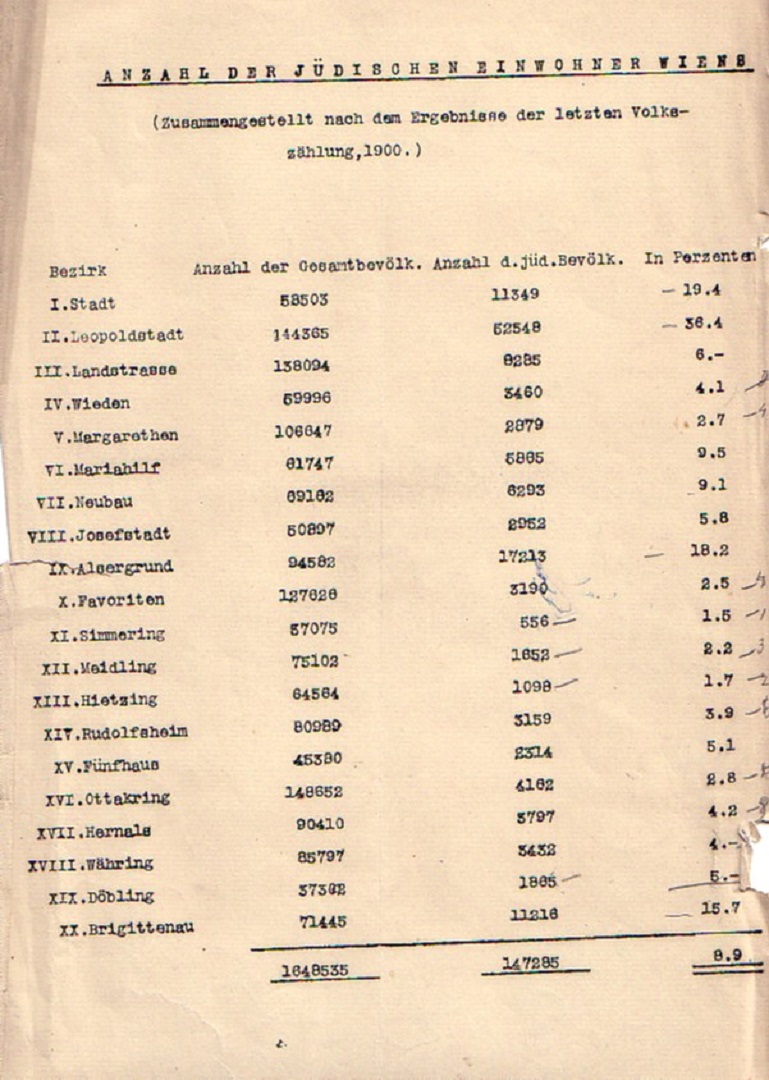 ANZAHL DER JÜDISCHEN EINWOHNER WIENS
(Zusammengestellt nach dem Ergebnisse der letzten Volks-
zählung,1900.)
Bezirk Anzahl der Gesamtbevölk. Anzahl d.jüd.Bevölk. In Perzenten
I.Stadt 58503 11349 — 19.4
II.Leopoldstadt 144365 52548 — 36.4
III.Landstrasse 138094 8285 6.-
IV.Wieden 59996 3460 4.1
V.Margarethen 106647 2879 2.7
VI.Mariahilf 61747 5865 9.5
VII.Neubau 69162 6293 9.1
VIII.Josefstadt 50897 2952 5.8
IX.Alsergrund 94582 17213 — 18.2
X.Favoriten 127626 3190 2.5
XI.Simmering 37075 556 1.5
XII.Meidling 75102 1652 2.2
XIII.Hietzing 64564 1098 1.7
XIV.Rudolfsheim 80989 3159 3.9
XV.Fünfhaus 45380 2314 5.1
XVI.Ottakring 148652 4162 2.8
XVII.Hernals 90410 3797 4.2
XVIII.Währing 85797 3432 4.-
XIX.Döbling 37302 1865 5.-
XX.Brigittenau 71445 11216 — 15.7
1648535 147285 8.9